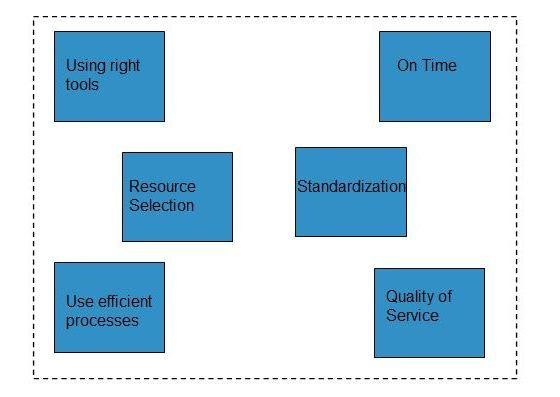 Using right
tools
On Time
Resource
Selection
Standardization
Use efficient
processes
Quality of
Service